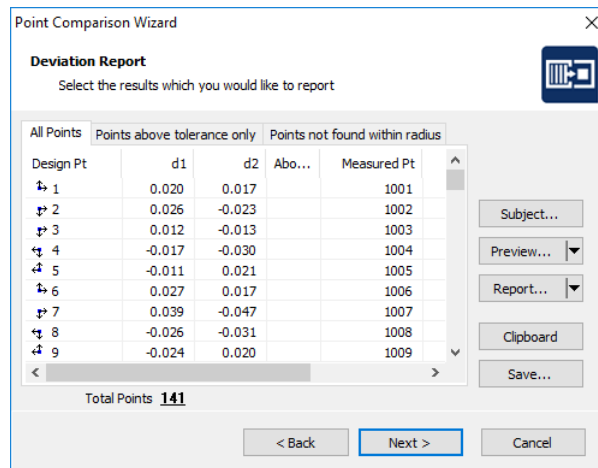 Point Comparison Wizard
Deviation Report
Select the results which you would like to report
All Points Points above tolerance only Points not found within radius
Design Pt d1 d2 Abo... Measured Pt
1 0.020 0.017 1001
2 0.026 -0.023 1002
3 0.012 -0.013 1003
4 -0.017 -0.030 1004
5 -0.011 0.021 1005
6 0.027 0.017 1006
7 0.039 -0.047 1007
8 -0.026 -0.031 1008
9 -0.024 0.020 1009
Subject...
Preview...
Report...
Clipboard
Save...
Total Points 141
< Back Next > Cancel